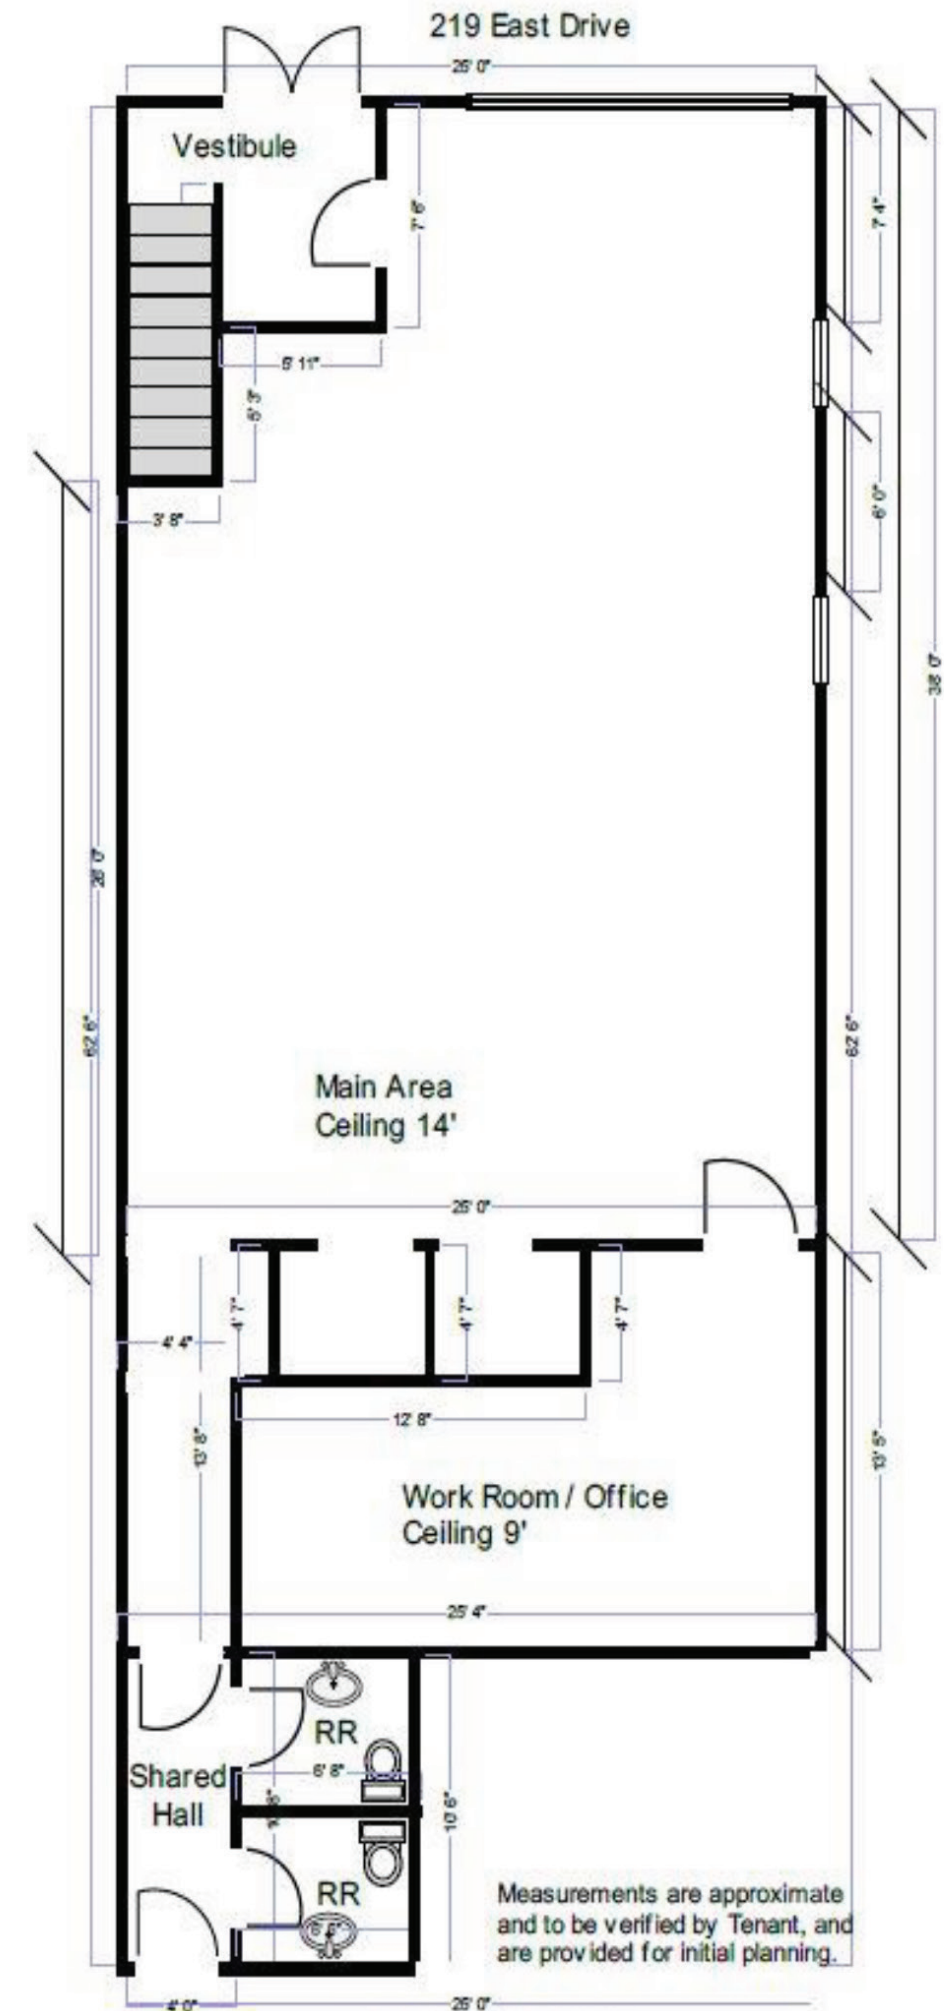 219 East Drive
25' 0"
Vestibule
7' 6"
7' 4"
5' 11"
5' 3"
3' 8"
6' 0"
38' 0"
26' 0"
62' 6"
62' 6"
Main Area
Ceiling 14'
25' 0"
4' 7"
4' 7"
4' 7"
4' 4"
12' 8"
13' 8"
13' 5"
Work Room / Office
Ceiling 9'
25' 4"
RR
6' 8"
Shared
Hall
10' 6"
RR
Measurements are approximate
and to be verified by Tenant, and
are provided for initial planning.
4' 0"
25' 0"